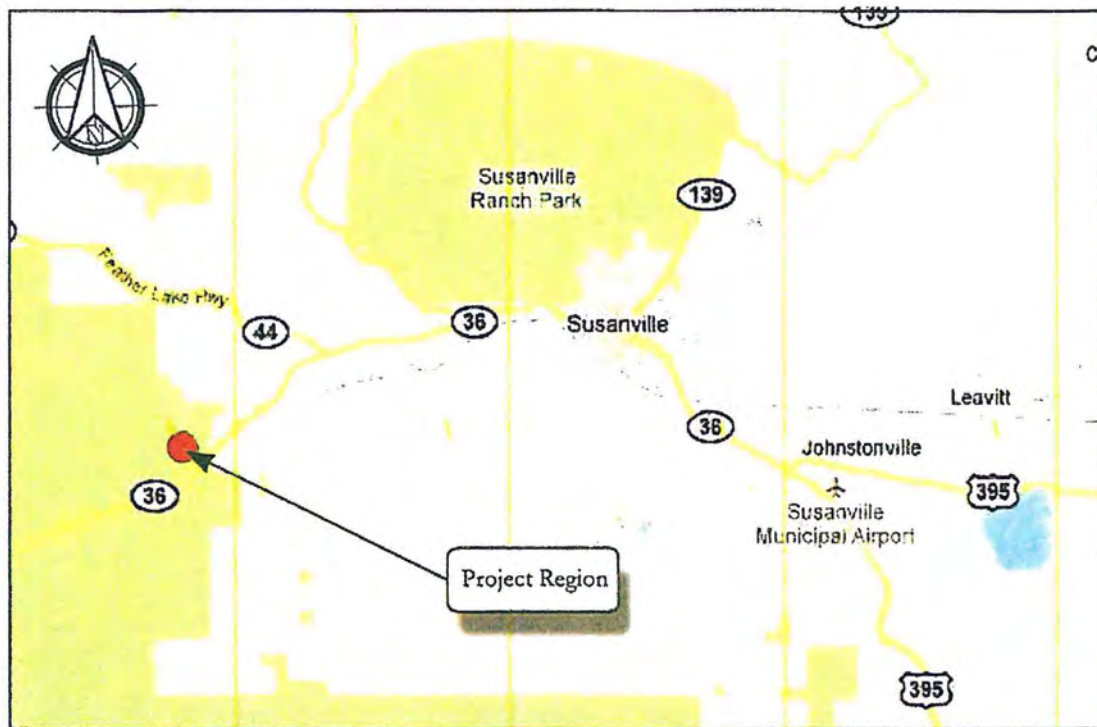 139
C
N
Susanville
Ranch Park
139
Feather Lake Hwy
44
36
Susanville
Leavitt
36
Johnstonville
36
395
Susanville
Municipal Airport
Project Region
395